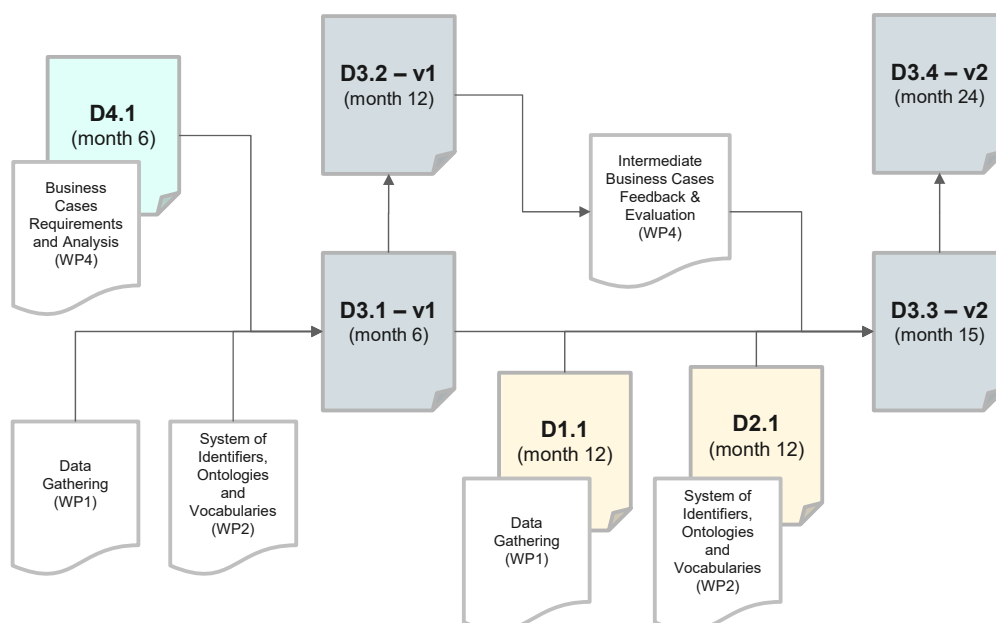 D4.1
(month 6)
Business
Cases
Requirements
and Analysis
(WP4)
D3.2 – v1
(month 12)
Intermediate
Business Cases
Feedback &
Evaluation
(WP4)
D3.4 – v2
(month 24)
D3.1 – v1
(month 6)
D3.3 – v2
(month 15)
Data
Gathering
(WP1)
System of
Identifiers,
Ontologies
and
Vocabularies
(WP2)
D1.1
(month 12)
Data
Gathering
(WP1)
D2.1
(month 12)
System of
Identifiers,
Ontologies
and
Vocabularies
(WP2)